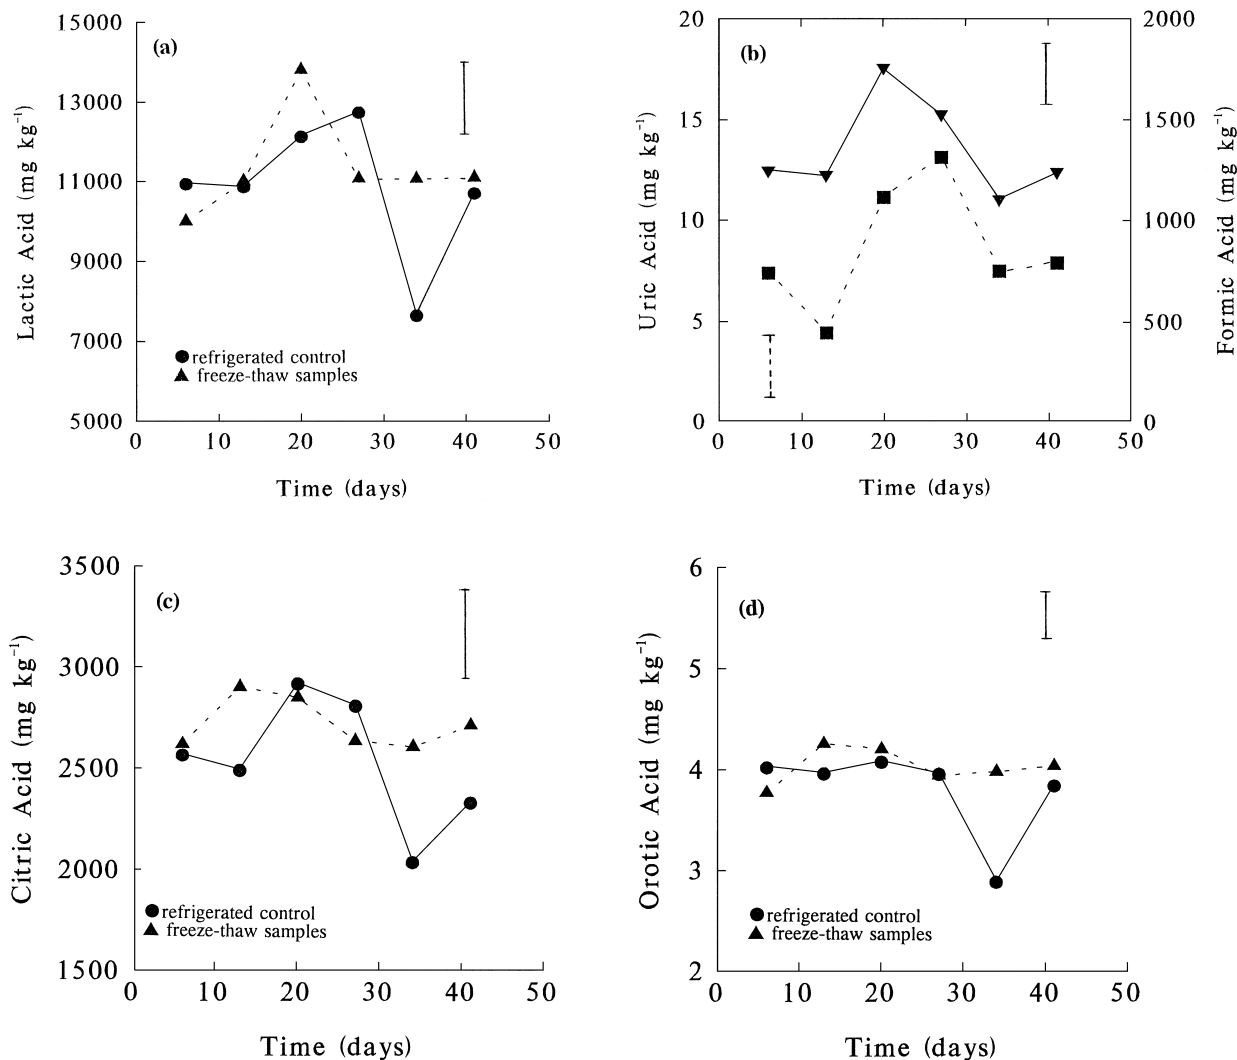 (a)
15000
13000
11000
9000
7000
5000
Lactic Acid (mg kg⁻¹)
refrigerated control
freeze-thaw samples
0 10 20 30 40 50
Time (days)
(b)
20
15
10
5
0
Uric Acid (mg kg⁻¹)
2000
1500
1000
500
0
Formic Acid (mg kg⁻¹)
0 10 20 30 40 50
Time (days)
(c)
3500
3000
2500
2000
1500
Citric Acid (mg kg⁻¹)
refrigerated control
freeze-thaw samples
0 10 20 30 40 50
Time (days)
(d)
6
5
4
3
2
Orotic Acid (mg kg⁻¹)
refrigerated control
freeze-thaw samples
0 10 20 30 40 50
Time (days)